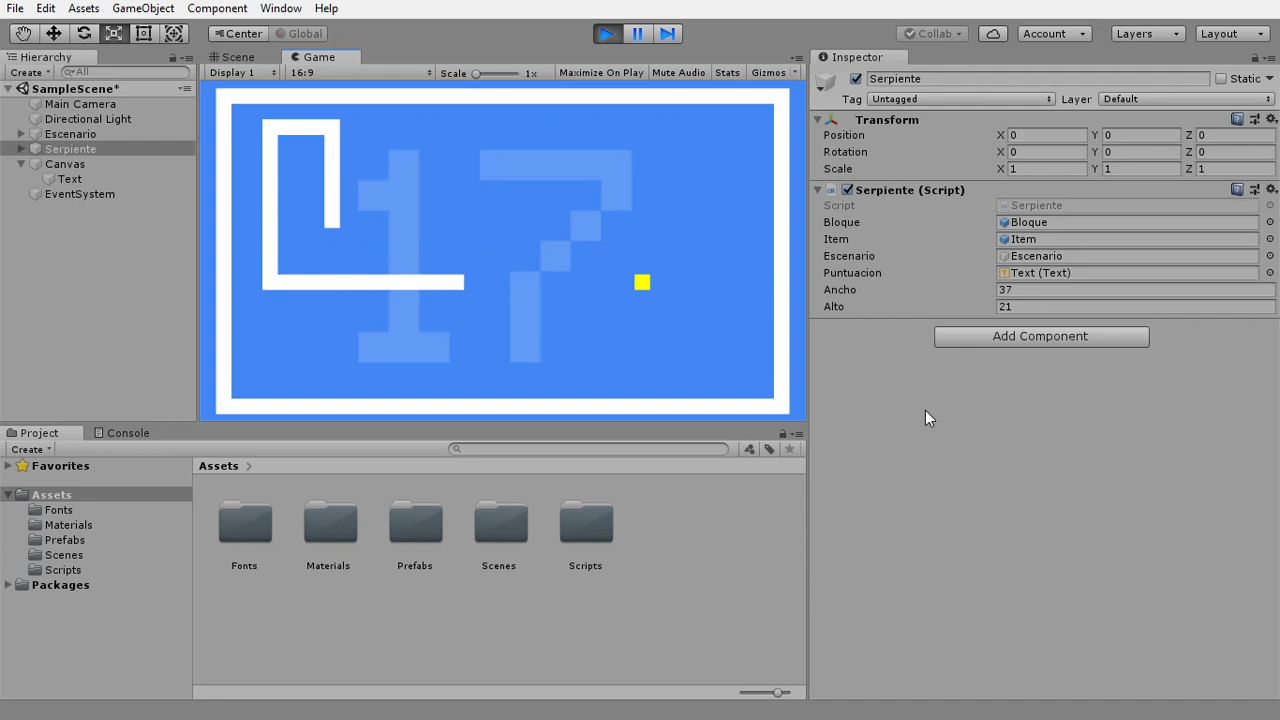 File Edit Assets GameObject Component Window Help
Center Global Collab Account Layers Layout
Hierarchy
Create All
SampleScene*
Main Camera
Directional Light
Escenario
Serpiente
Canvas
Text
EventSystem
Scene Game
Display 1 16:9 Scale 1x Maximize On Play Mute Audio Stats Gizmos
17
Inspector
Serpiente Static
Tag Untagged Layer Default
Transform
Position X 0 Y 0 Z 0
Rotation X 0 Y 0 Z 0
Scale X 1 Y 1 Z 1
Serpiente (Script)
Script Serpiente
Bloque Bloque
Item Item
Escenario Escenario
Puntuacion Text (Text)
Ancho 37
Alto 21
Add Component
Project Console
Create
Favorites
Assets
Fonts
Materials
Prefabs
Scenes
Scripts
Packages
Assets
Fonts Materials Prefabs Scenes Scripts